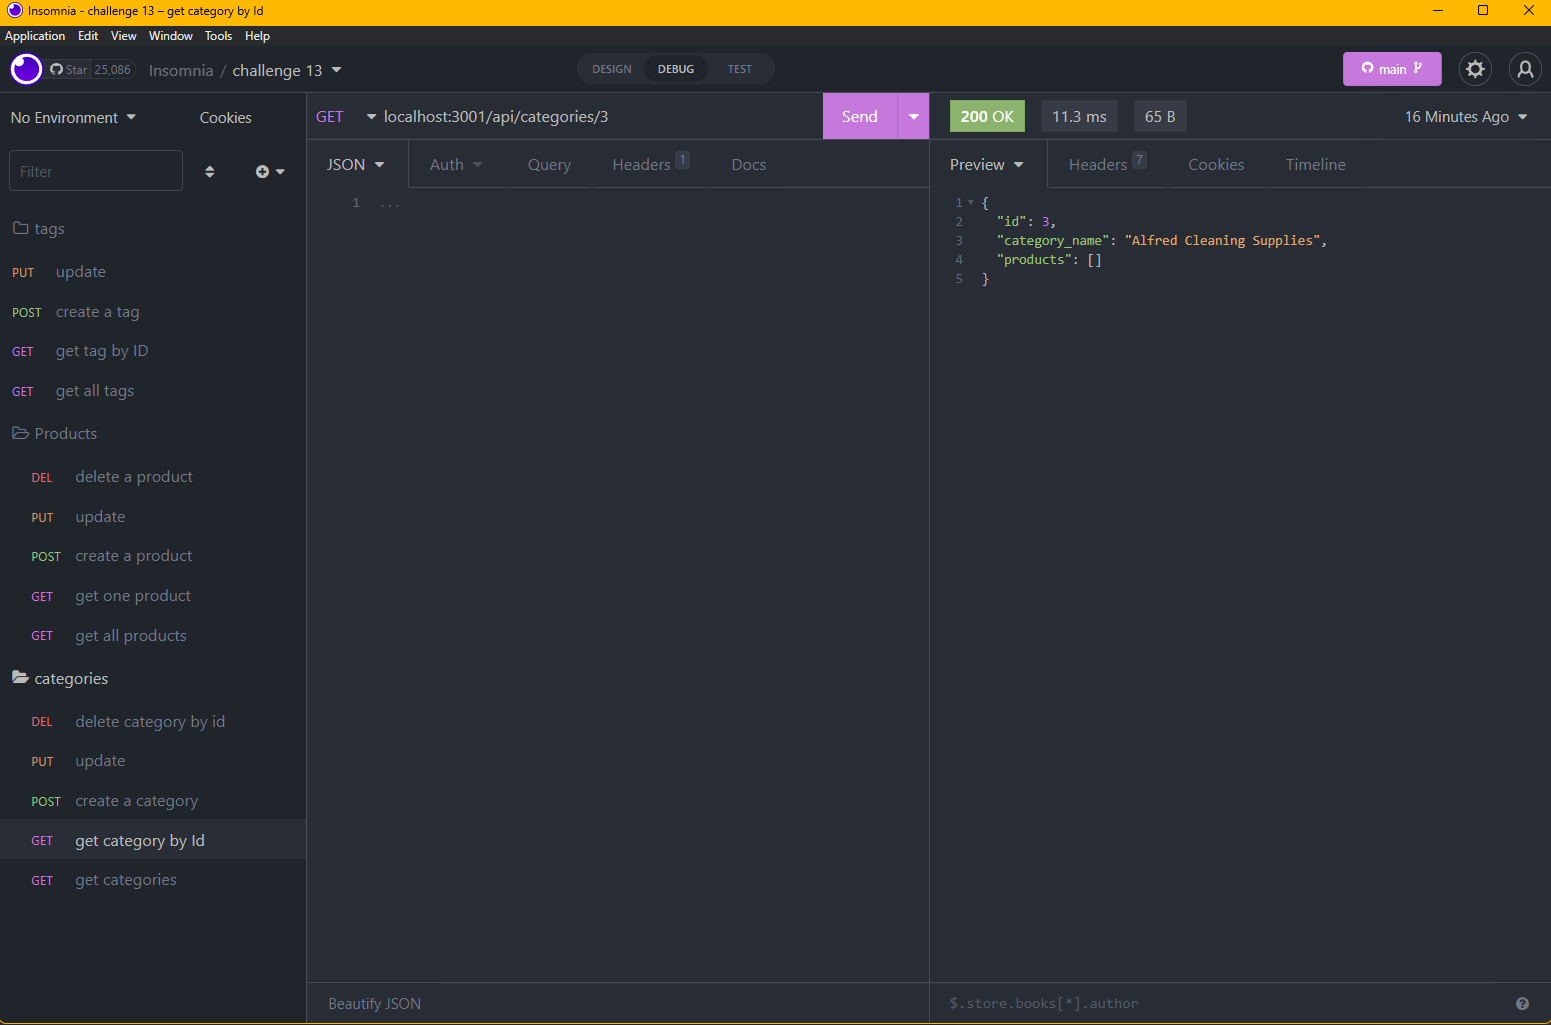 Insomnia - challenge 13 – get category by Id
Application Edit View Window Tools Help
Star 25,086 Insomnia / challenge 13
DESIGN DEBUG TEST
main
No Environment Cookies
GET localhost:3001/api/categories/3 Send
200 OK 11.3 ms 65 B 16 Minutes Ago
Filter
JSON Auth Query Headers 1 Docs
Preview Headers 7 Cookies Timeline
1 ...
1 {
2 "id": 3,
3 "category_name": "Alfred Cleaning Supplies",
4 "products": []
5 }
tags
PUT update
POST create a tag
GET get tag by ID
GET get all tags
Products
DEL delete a product
PUT update
POST create a product
GET get one product
GET get all products
categories
DEL delete category by id
PUT update
POST create a category
GET get category by Id
GET get categories
Beautify JSON
$.store.books[*].author ?